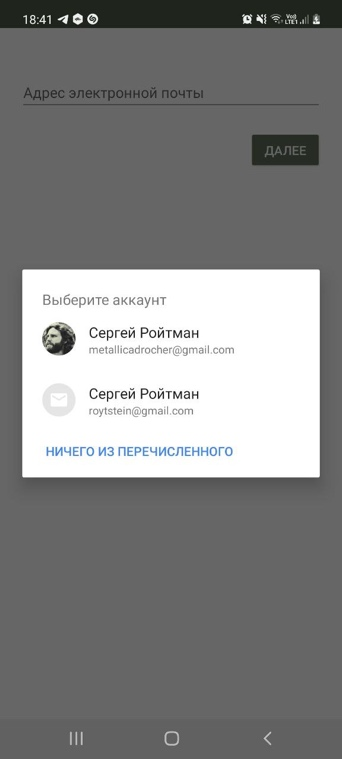 18:41
Адрес электронной почты
ДАЛЕЕ
Выберите аккаунт
Сергей Ройтман
metallicadrocher@gmail.com
Сергей Ройтман
roytstein@gmail.com
НИЧЕГО ИЗ ПЕРЕЧИСЛЕННОГО